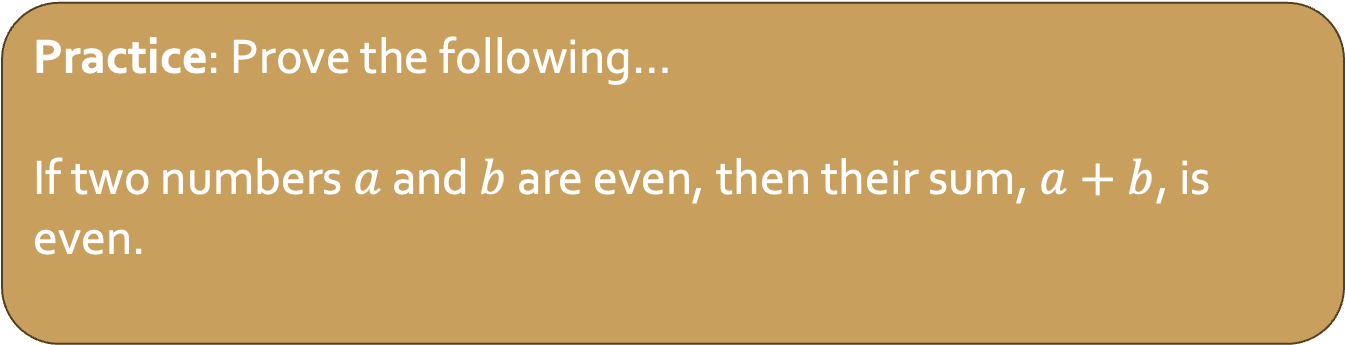 Practice: Prove the following…
If two numbers 𝑎 and 𝑏 are even, then their sum, 𝑎 + 𝑏, is
even.